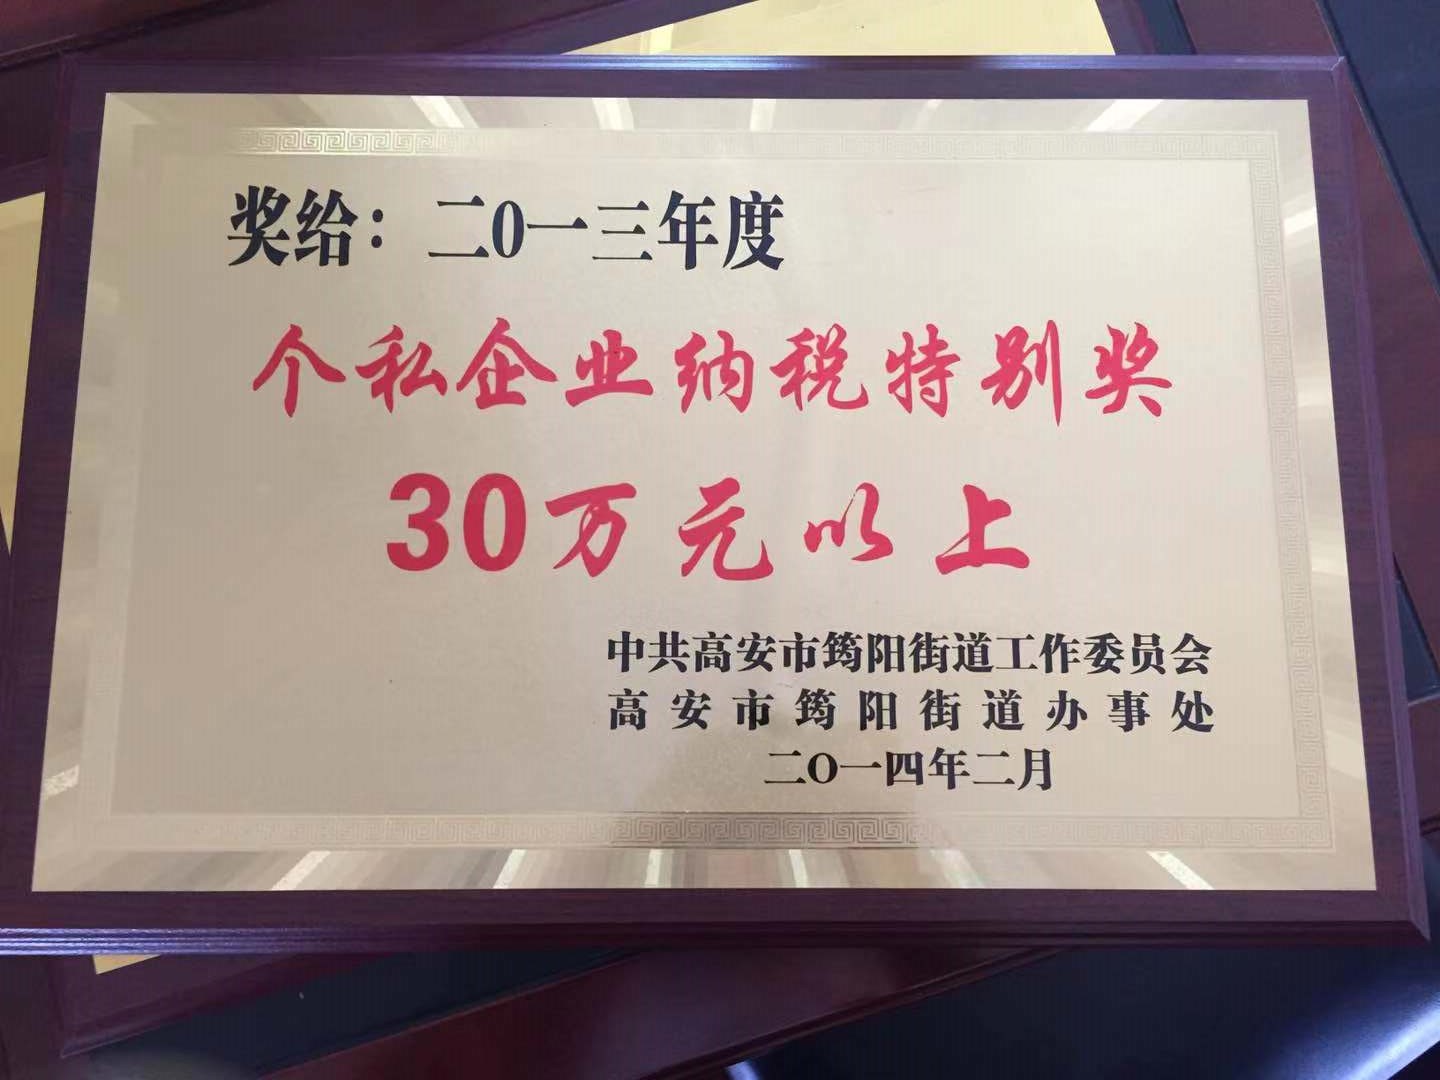 奖给：二0一三年度
个私企业纳税特别奖
30万元以上
中共高安市筠阳街道工作委员会
高安市筠阳街道办事处
二O一四年二月